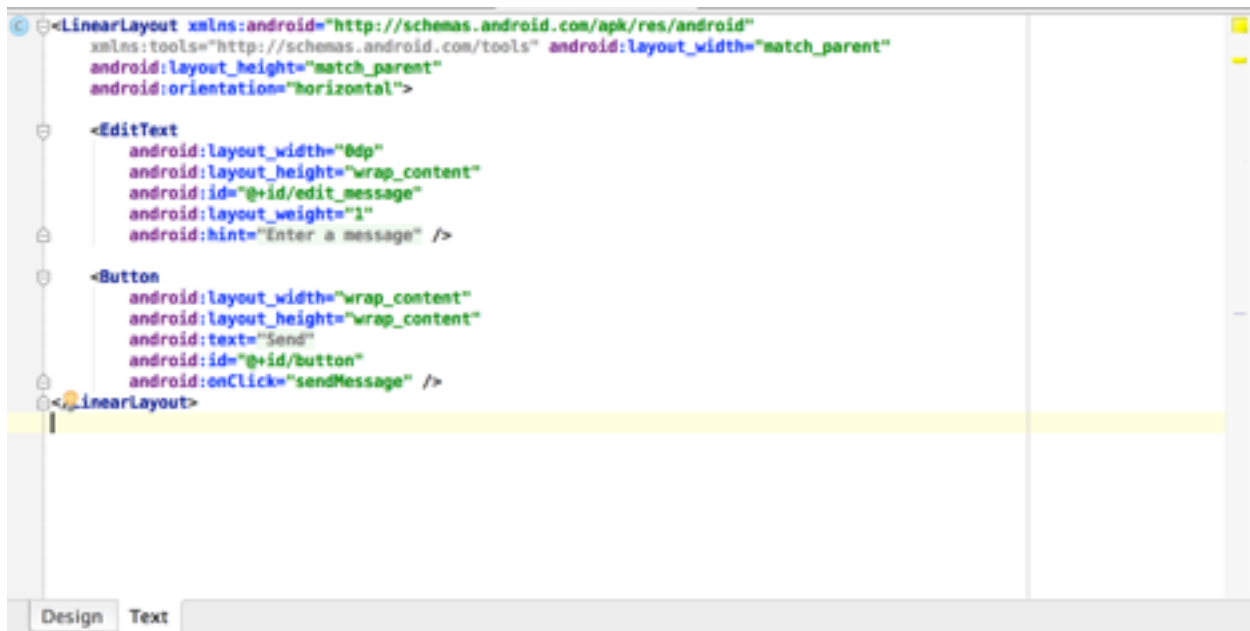 C <LinearLayout xmlns:android="http://schemas.android.com/apk/res/android"
xmlns:tools="http://schemas.android.com/tools" android:layout_width="match_parent"
android:layout_height="match_parent"
android:orientation="horizontal">
<EditText
android:layout_width="0dp"
android:layout_height="wrap_content"
android:id="@+id/edit_message"
android:layout_weight="1"
android:hint="Enter a message" />
<Button
android:layout_width="wrap_content"
android:layout_height="wrap_content"
android:text="Send"
android:id="@+id/button"
android:onClick="sendMessage" />
</LinearLayout>
Design Text